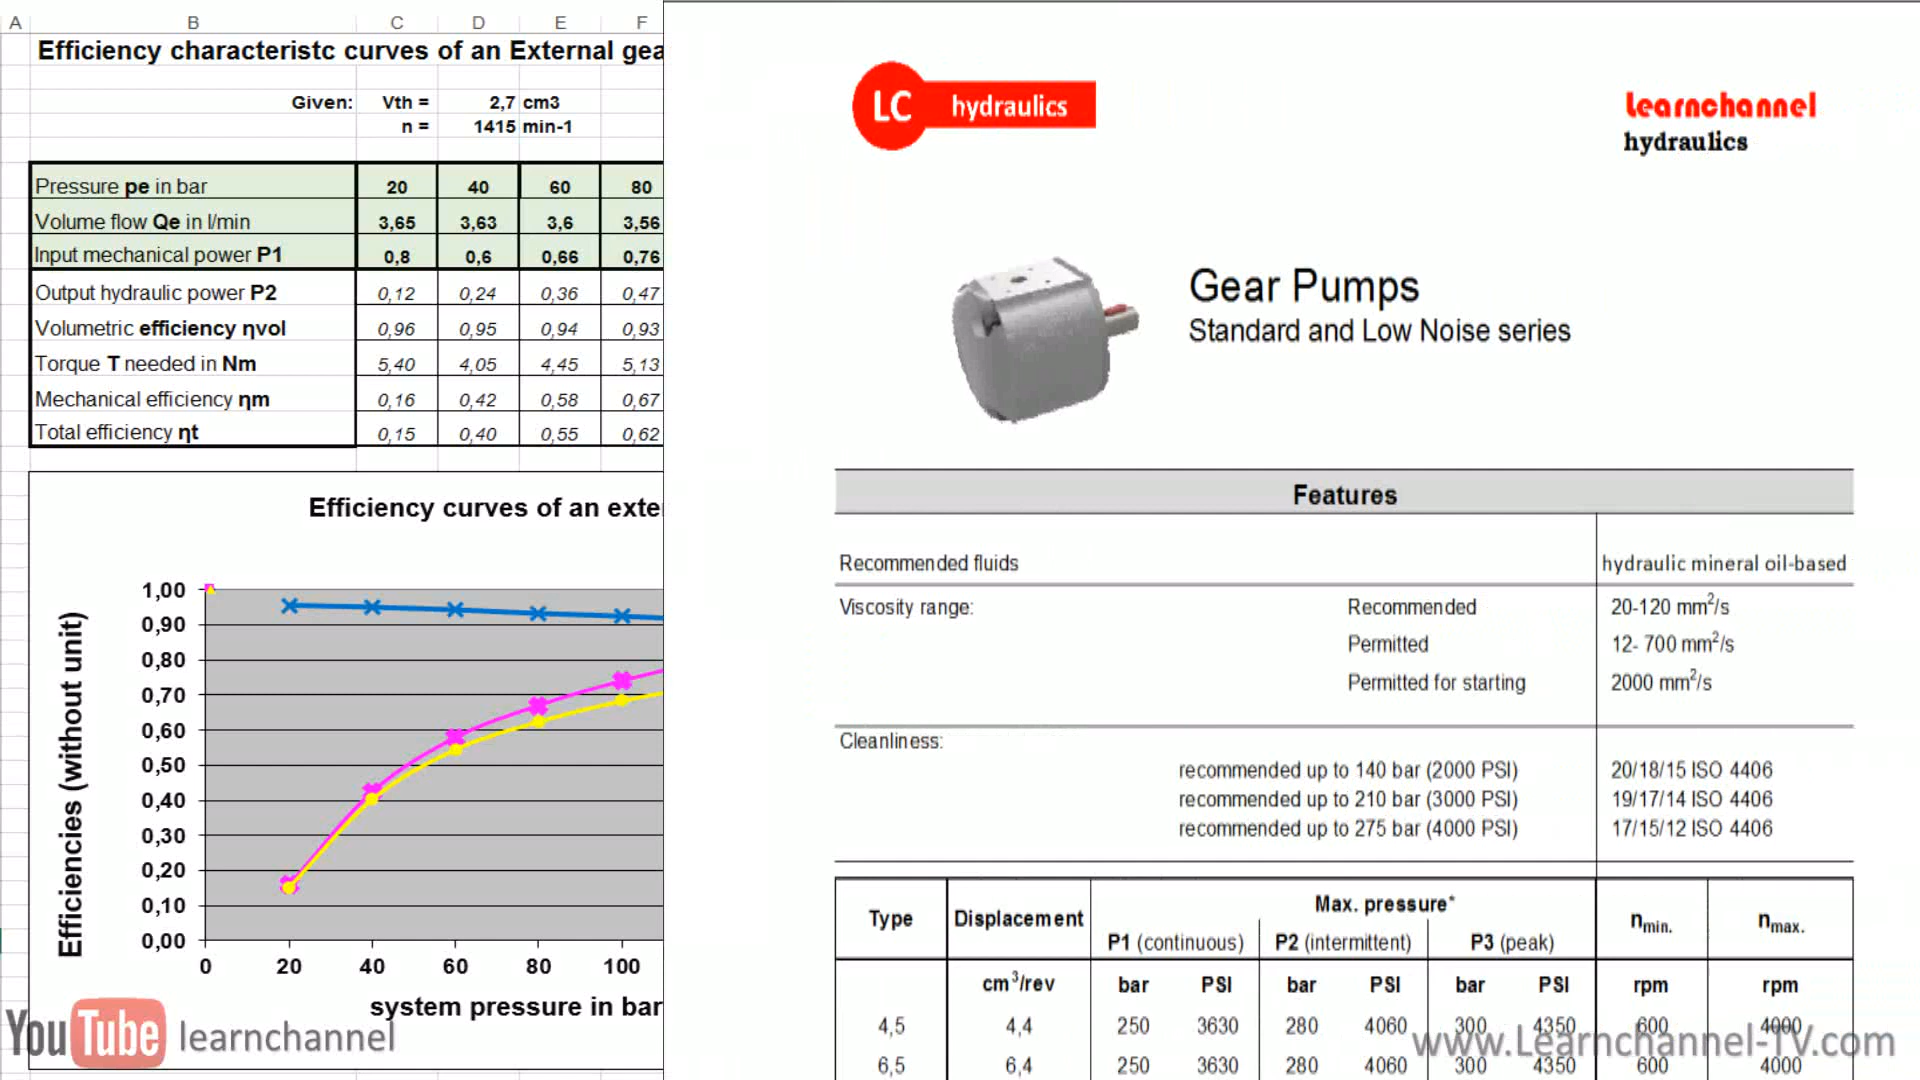 A B C D E F
Efficiency characteristc curves of an External gea
Given: Vth = 2,7 cm3
n = 1415 min-1
Pressure pe in bar 20 40 60 80
Volume flow Qe in l/min 3,65 3,63 3,6 3,56
Input mechanical power P1 0,8 0,6 0,66 0,76
Output hydraulic power P2 0,12 0,24 0,36 0,47
Volumetric efficiency ηvol 0,96 0,95 0,94 0,93
Torque T needed in Nm 5,40 4,05 4,45 5,13
Mechanical efficiency ηm 0,16 0,42 0,58 0,67
Total efficiency ηt 0,15 0,40 0,55 0,62
Efficiency curves of an exte
Efficiencies (without unit)
1,00
0,90
0,80
0,70
0,60
0,50
0,40
0,30
0,20
0,10
0,00
0 20 40 60 80 100
system pressure in bar
YouTube learnchannel
LC hydraulics
Learnchannel
hydraulics
Gear Pumps
Standard and Low Noise series
Features
Recommended fluids hydraulic mineral oil-based
Viscosity range: Recommended 20-120 mm²/s
Permitted 12- 700 mm²/s
Permitted for starting 2000 mm²/s
Cleanliness:
recommended up to 140 bar (2000 PSI) 20/18/15 ISO 4406
recommended up to 210 bar (3000 PSI) 19/17/14 ISO 4406
recommended up to 275 bar (4000 PSI) 17/15/12 ISO 4406
Type Displacement Max. pressure* nmin. nmax.
P1 (continuous) P2 (intermittent) P3 (peak)
cm³/rev bar PSI bar PSI bar PSI rpm rpm
4,5 4,4 250 3630 280 4060 300 4350 600 4000
6,5 6,4 250 3630 280 4060 300 4350 600 4000
www.Learnchannel-TV.com